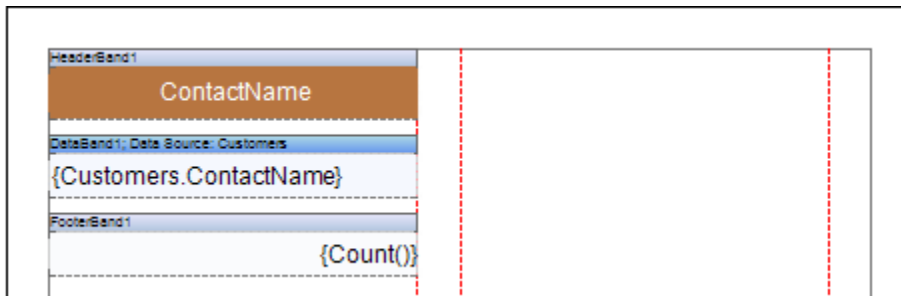 HeaderBand1
ContactName
DataBand1; Data Source: Customers
{Customers.ContactName}
FooterBand1
{Count()}